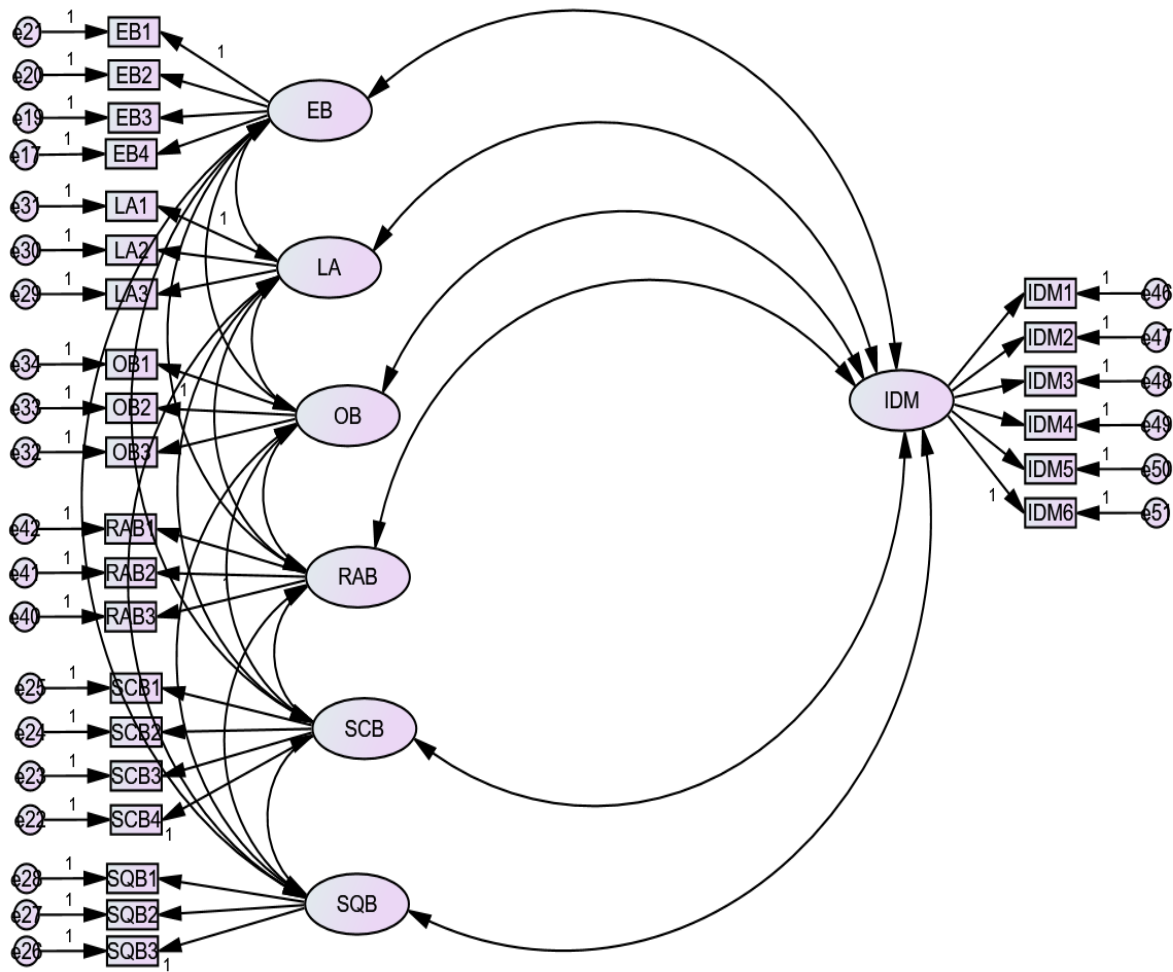 e21 1 EB1
1
e20 1 EB2
e19 1 EB3
e17 1 EB4
EB
e31 1 LA1
1
e30 1 LA2
e29 1 LA3
LA
e34 1 OB1
1
e33 1 OB2
e32 1 OB3
OB
e42 1 RAB1
e41 1 RAB2
e40 1 RAB3
RAB
e25 1 SCB1
e24 1 SCB2
e23 1 SCB3
e22 1 SCB4
1
SCB
e28 1 SQB1
e27 1 SQB2
e26 1 SQB3
1
SQB
IDM
IDM1 1 e46
IDM2 1 e47
IDM3 1 e48
IDM4 1 e49
IDM5 1 e50
1 IDM6 1 e51